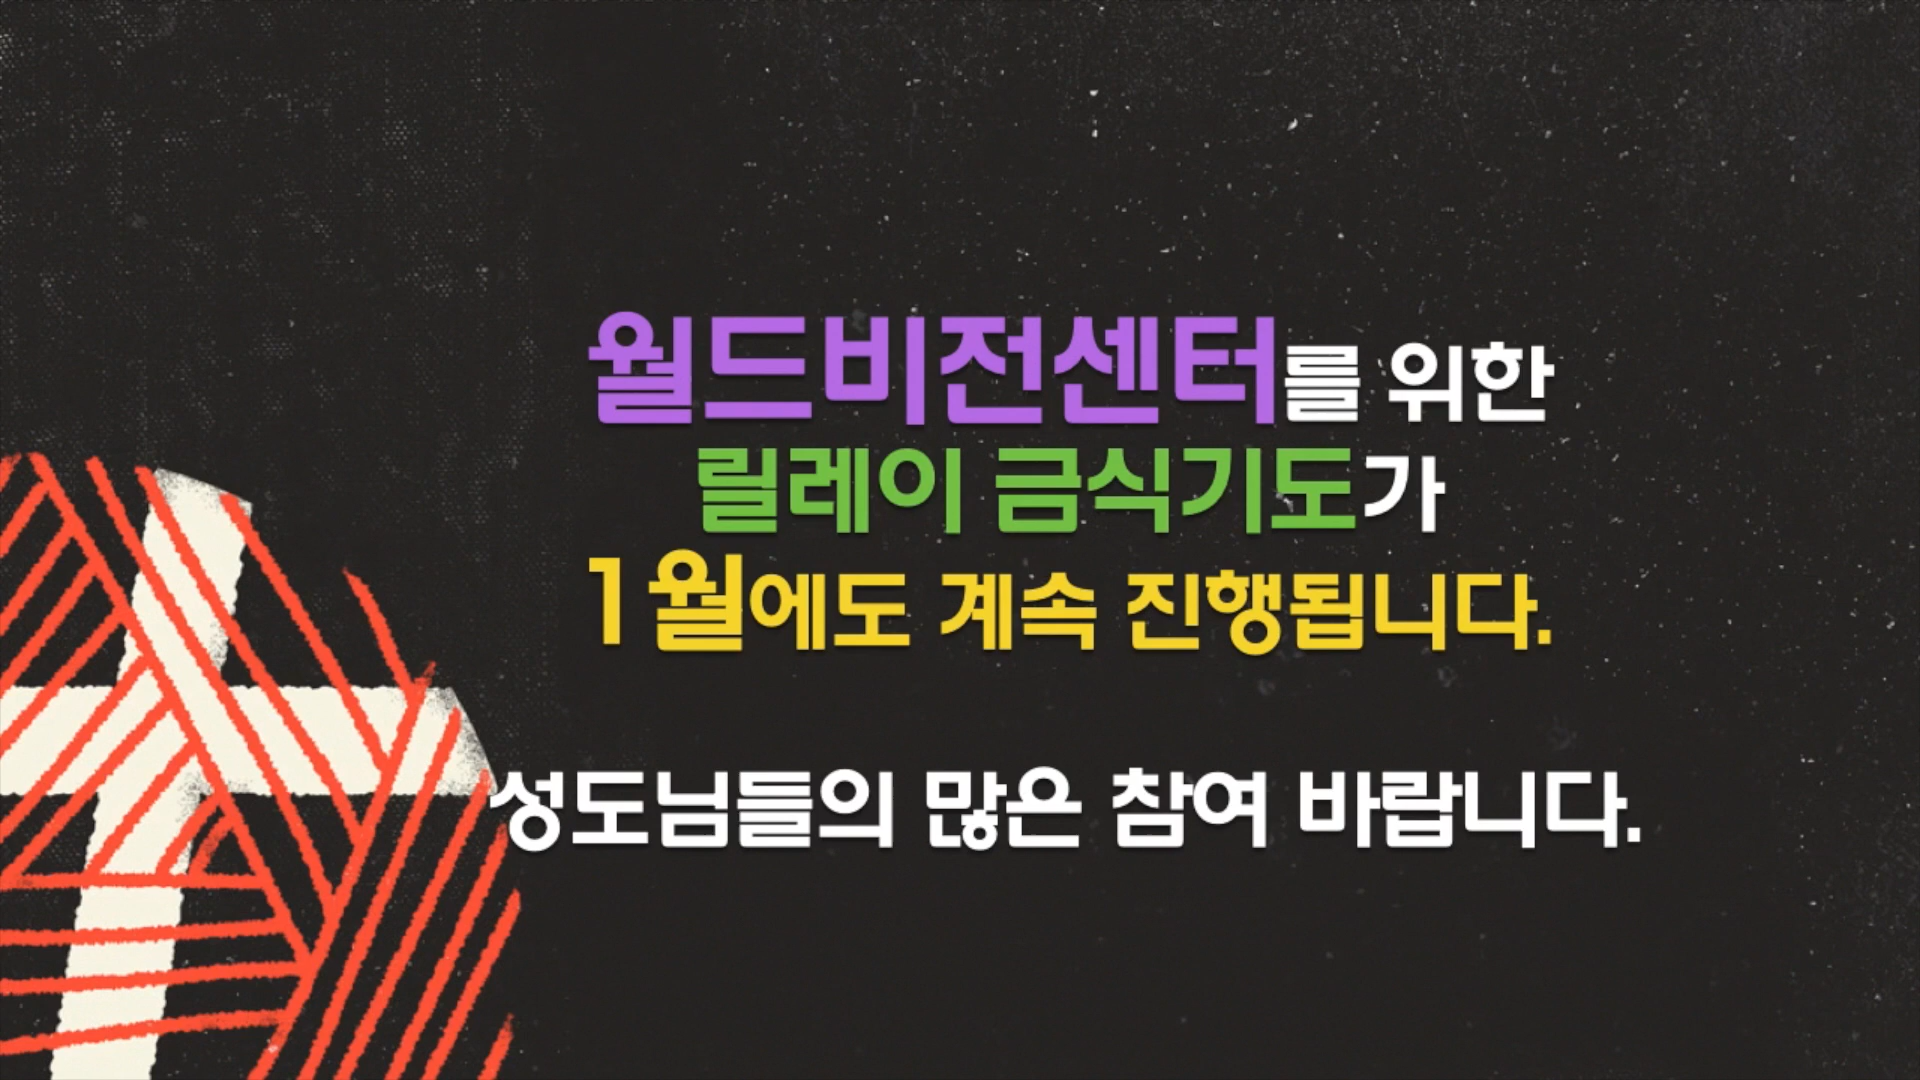 월드비전센터를 위한
릴레이 금식기도가
1월에도 계속 진행됩니다.
성도님들의 많은 참여 바랍니다.